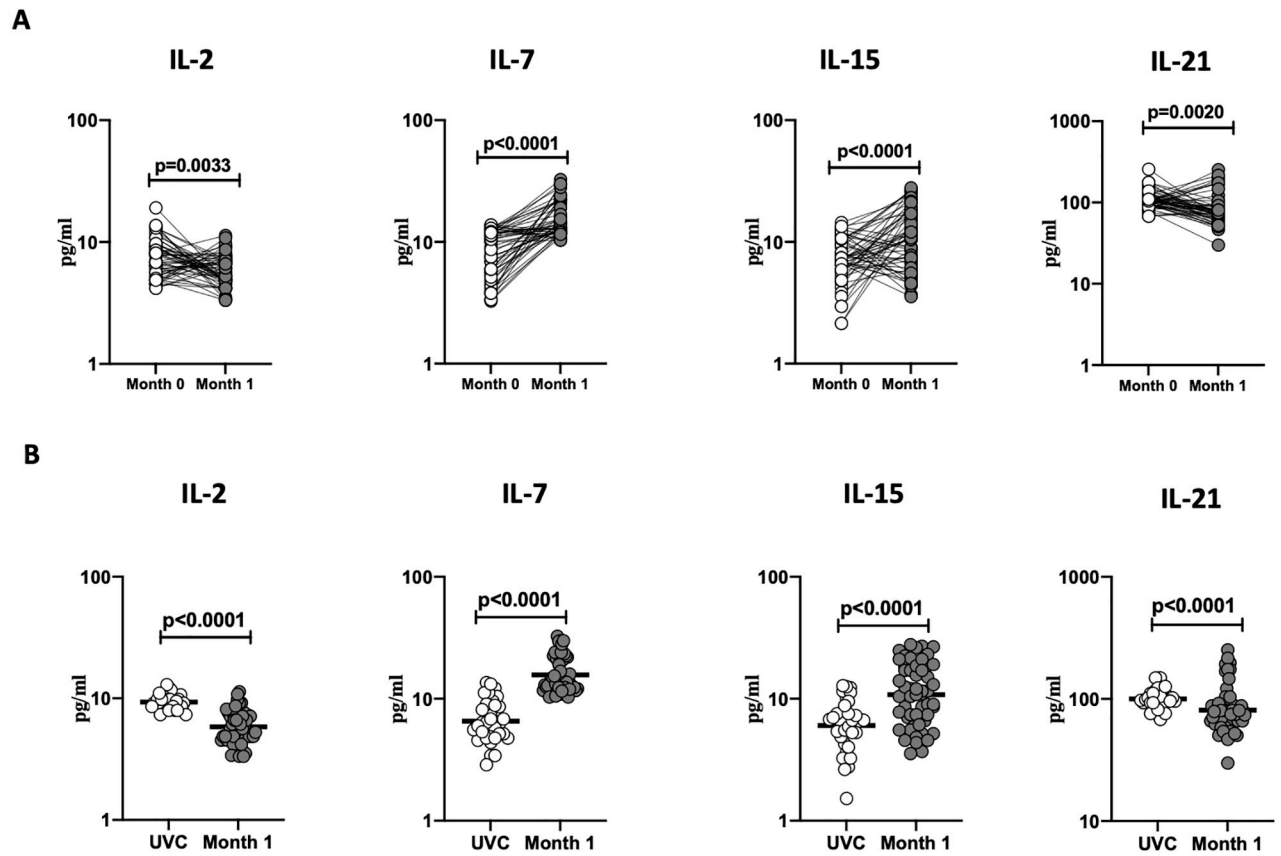 A
IL-2
IL-7
IL-15
IL-21
100
10
1
pg/ml
p=0.0033
Month 0 Month 1
100
10
1
pg/ml
p<0.0001
Month 0 Month 1
100
10
1
pg/ml
p<0.0001
Month 0 Month 1
1000
100
10
1
pg/ml
p=0.0020
Month 0 Month 1
B
IL-2
IL-7
IL-15
IL-21
100
10
1
pg/ml
p<0.0001
UVC Month 1
100
10
1
pg/ml
p<0.0001
UVC Month 1
100
10
1
pg/ml
p<0.0001
UVC Month 1
1000
100
10
pg/ml
p<0.0001
UVC Month 1